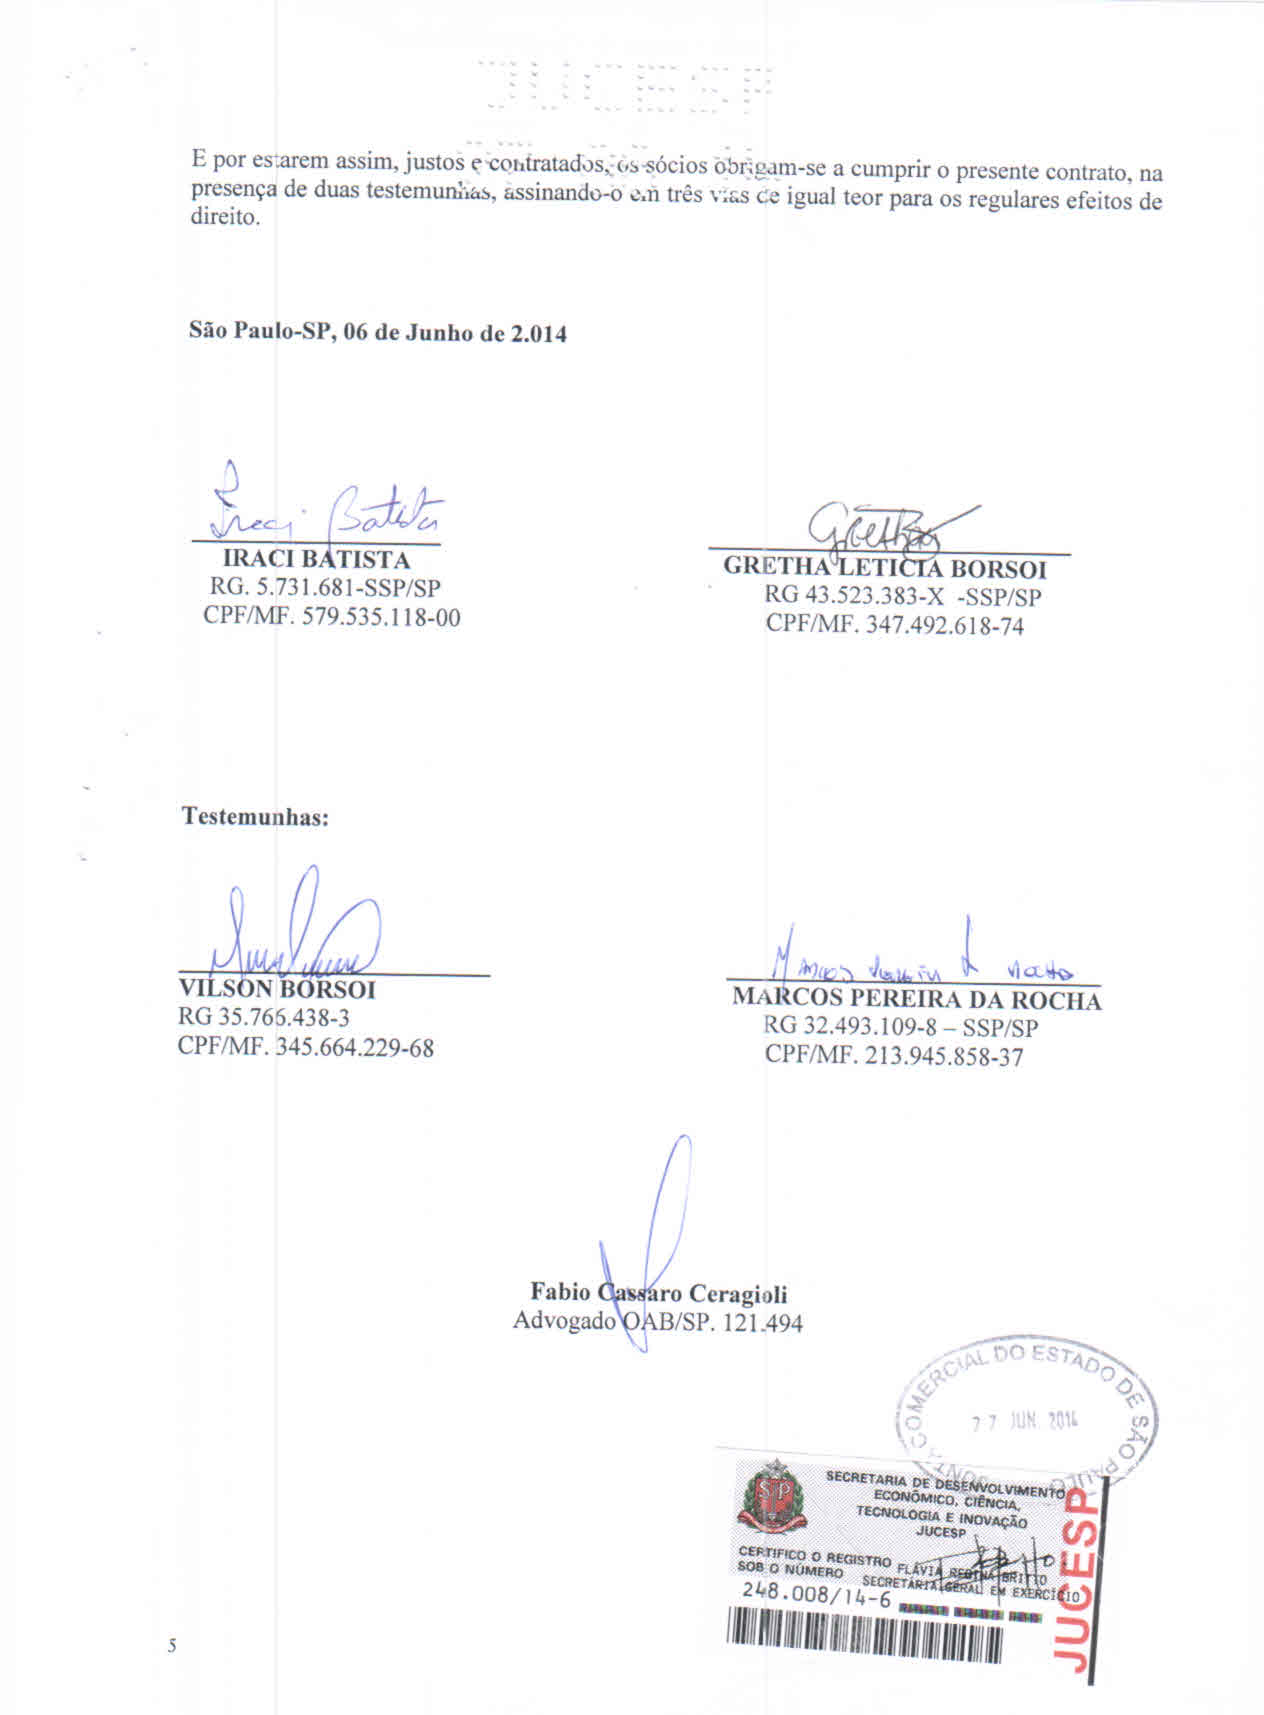 JUCESP
E por estarem assim, justos e contratados, os sócios obrigam-se a cumprir o presente contrato, na
presença de duas testemunhas, assinando-o em três vias de igual teor para os regulares efeitos de
direito.
São Paulo-SP, 06 de Junho de 2.014
Iraci Batista
IRACI BATISTA
RG. 5.731.681-SSP/SP
CPF/MF. 579.535.118-00
GRETHA LETICIA BORSOI
RG 43.523.383-X -SSP/SP
CPF/MF. 347.492.618-74
Testemunhas:
VILSON BORSOI
RG 35.766.438-3
CPF/MF. 345.664.229-68
MARCOS PEREIRA DA ROCHA
RG 32.493.109-8 – SSP/SP
CPF/MF. 213.945.858-37
Fabio Cassaro Ceragioli
Advogado OAB/SP. 121.494
COMERCIAL DO ESTADO DE SÃO PAULO
27 JUN. 2014
SP
SECRETARIA DE DESENVOLVIMENTO
ECONÔMICO, CIÊNCIA,
TECNOLOGIA E INOVAÇÃO
JUCESP
CERTIFICO O REGISTRO
SOB O NÚMERO
FLÁVIA REGINA BRITTO
SECRETÁRIA GERAL EM EXERCÍCIO
248.008/14-6
JUCESP
5